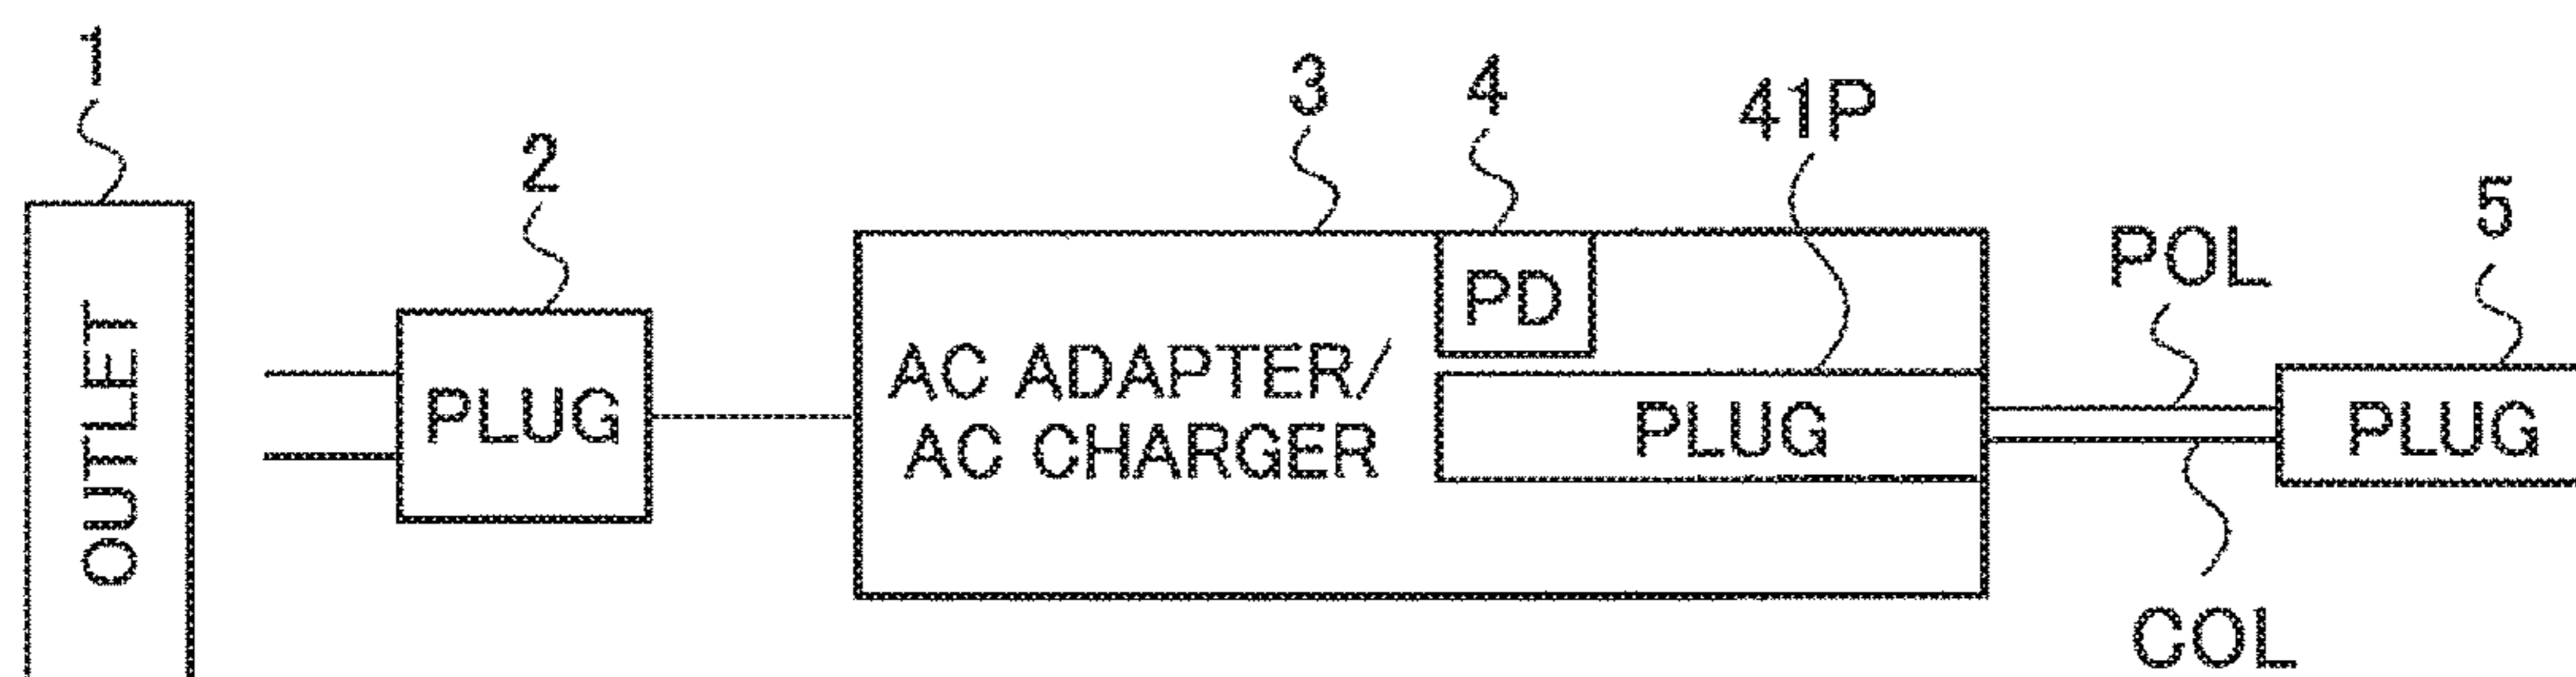 1
2
3
4
41P
5
POL
COL
OUTLET
PLUG
AC ADAPTER/
AC CHARGER
PD
PLUG
PLUG